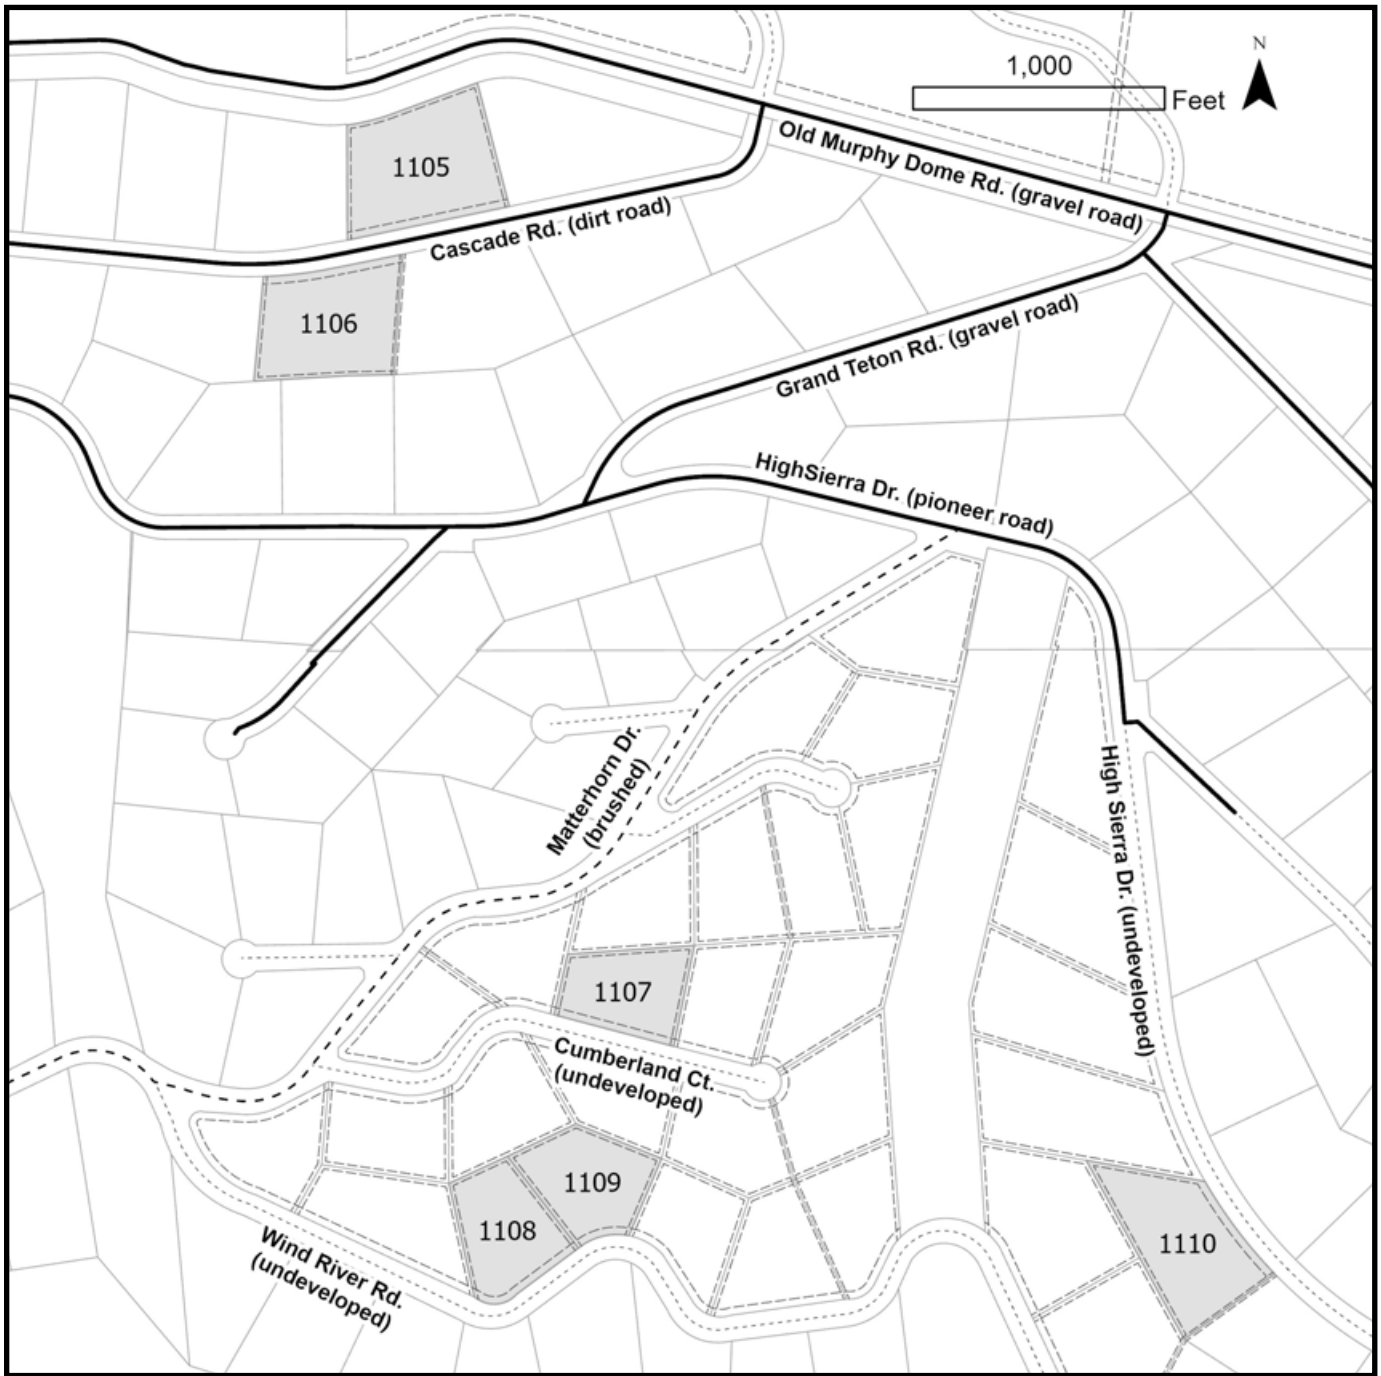 N
1,000
Feet
Old Murphy Dome Rd. (gravel road)
1105
Cascade Rd. (dirt road)
1106
Grand Teton Rd. (gravel road)
HighSierra Dr. (pioneer road)
Matterhorn Dr.
(brushed)
High Sierra Dr. (undeveloped)
1107
Cumberland Ct.
(undeveloped)
1109
1108
1110
Wind River Rd.
(undeveloped)